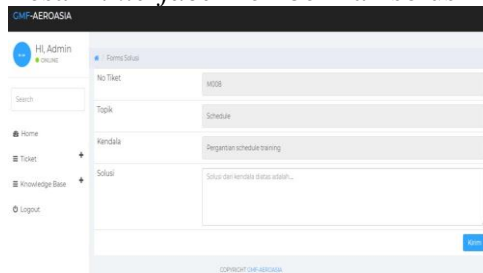 GMF-AEROASIA
HI, Admin
ONLINE
Forms Solusi
No Tiket
M008
Search
Topik
Schedule
Home
Kendala
Pergantian schedule training
Ticket
Solusi
Solusi dari kendala diatas adalah....
Knowledge Base
Logout
Kirim
COPYRIGHT GMF-AEROASIA